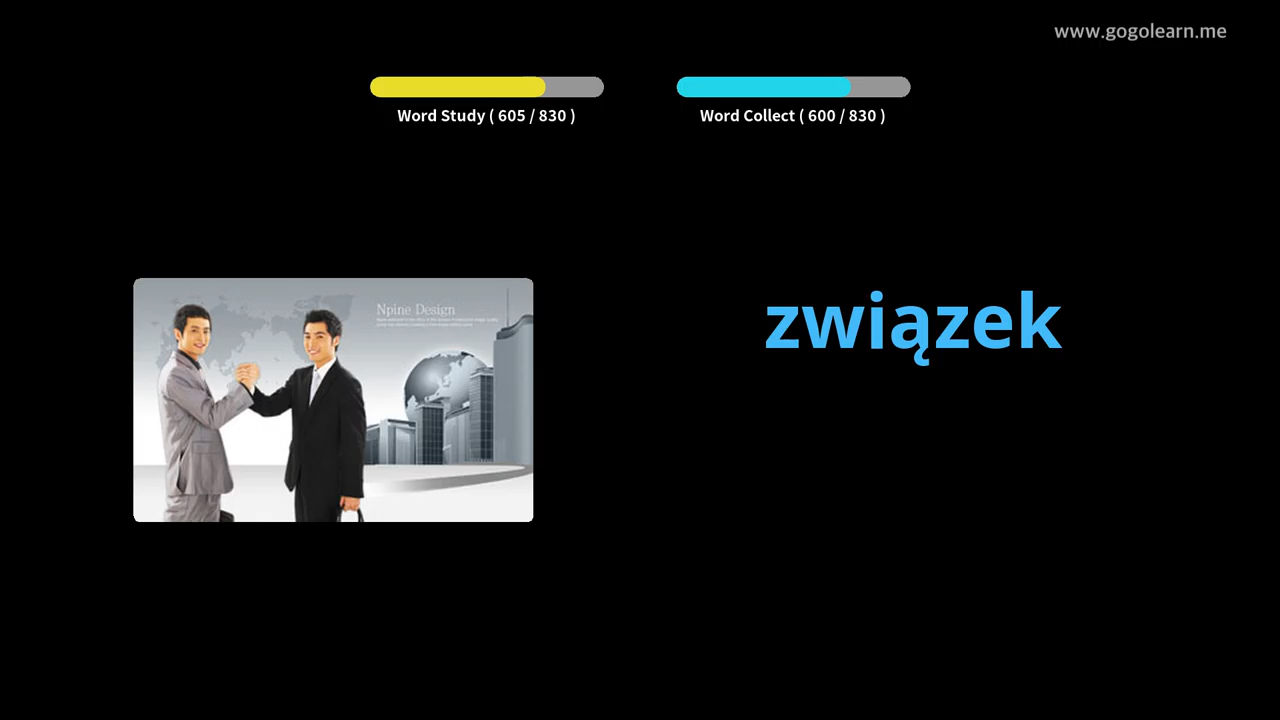 www.gogolearn.me
Word Study ( 605 / 830 )
Word Collect ( 600 / 830 )
Npine Design
związek